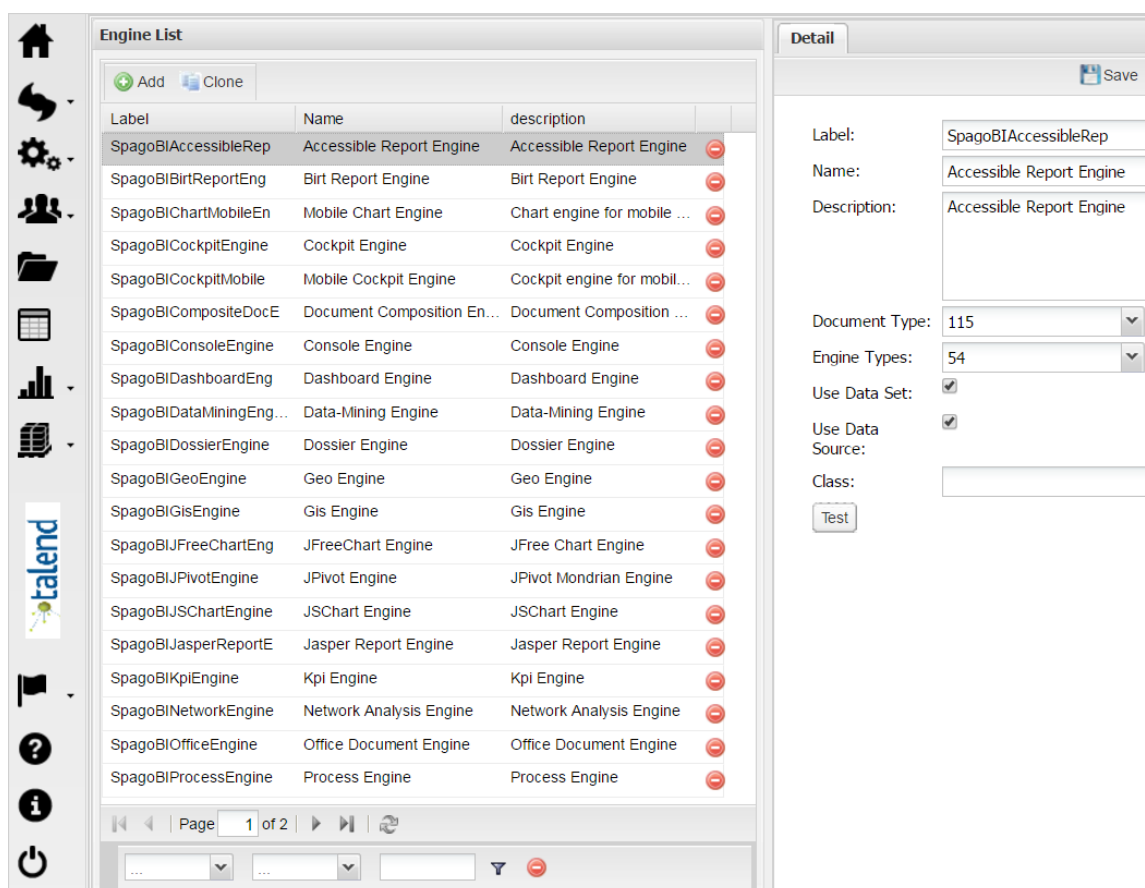 Engine List
Add Clone
Label Name description
SpagoBIAccessibleRep Accessible Report Engine Accessible Report Engine
SpagoBIBirtReportEng Birt Report Engine Birt Report Engine
SpagoBIChartMobileEn Mobile Chart Engine Chart engine for mobile ...
SpagoBICockpitEngine Cockpit Engine Cockpit Engine
SpagoBICockpitMobile Mobile Cockpit Engine Cockpit engine for mobil...
SpagoBICompositeDocE Document Composition En... Document Composition ...
SpagoBIConsoleEngine Console Engine Console Engine
SpagoBIDashboardEng Dashboard Engine Dashboard Engine
SpagoBIDataMiningEng... Data-Mining Engine Data-Mining Engine
SpagoBIDossierEngine Dossier Engine Dossier Engine
SpagoBIGeoEngine Geo Engine Geo Engine
SpagoBIGisEngine Gis Engine Gis Engine
SpagoBIJFreeChartEng JFreeChart Engine JFree Chart Engine
SpagoBIJPivotEngine JPivot Engine JPivot Mondrian Engine
SpagoBIJSChartEngine JSChart Engine JSChart Engine
SpagoBIJasperReportE Jasper Report Engine Jasper Report Engine
SpagoBIKpiEngine Kpi Engine Kpi Engine
SpagoBINetworkEngine Network Analysis Engine Network Analysis Engine
SpagoBIOfficeEngine Office Document Engine Office Document Engine
SpagoBIProcessEngine Process Engine Process Engine
Page 1 of 2
... ...
talend
Detail
Save
Label: SpagoBIAccessibleRep
Name: Accessible Report Engine
Description: Accessible Report Engine
Document Type: 115
Engine Types: 54
Use Data Set:
Use Data
Source:
Class:
Test